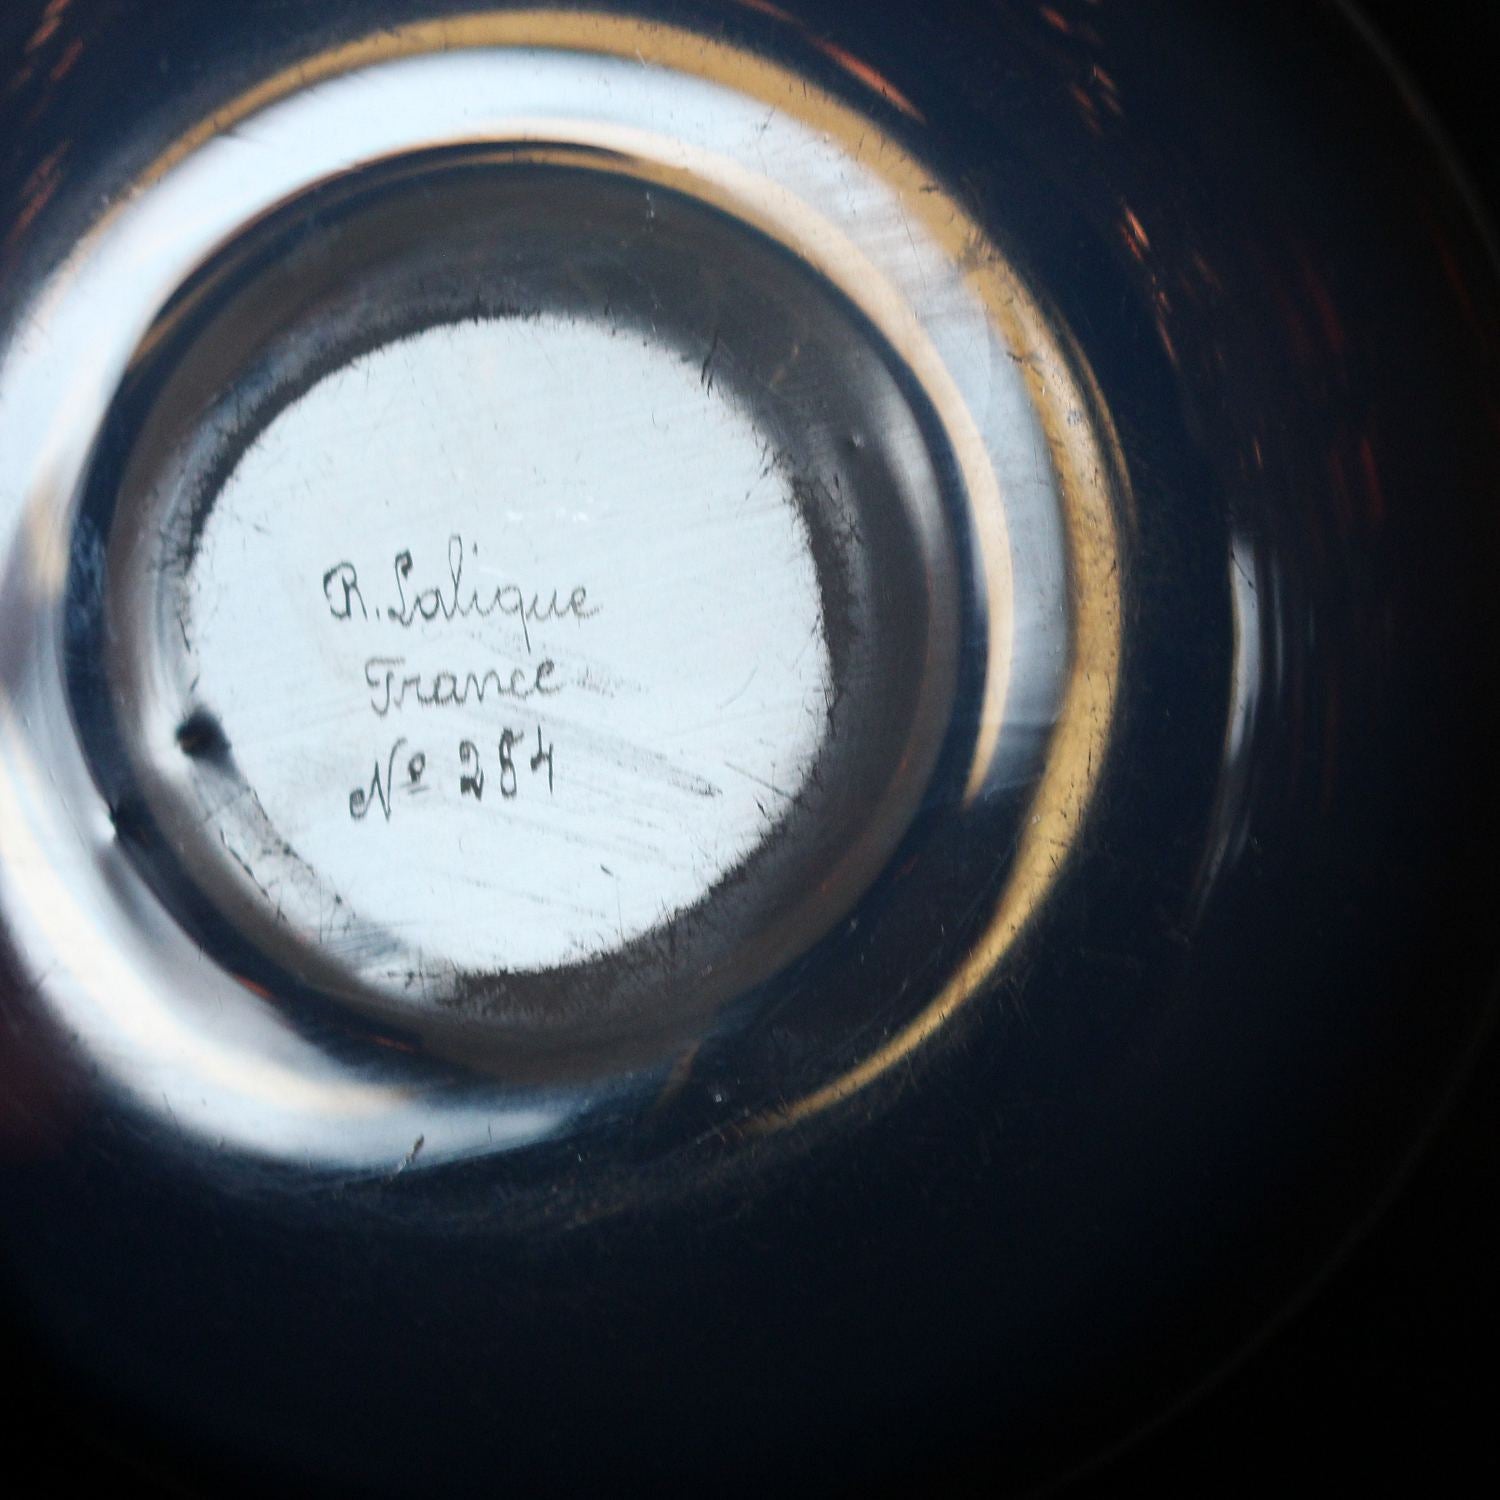 R. Lalique
France
Nº 284